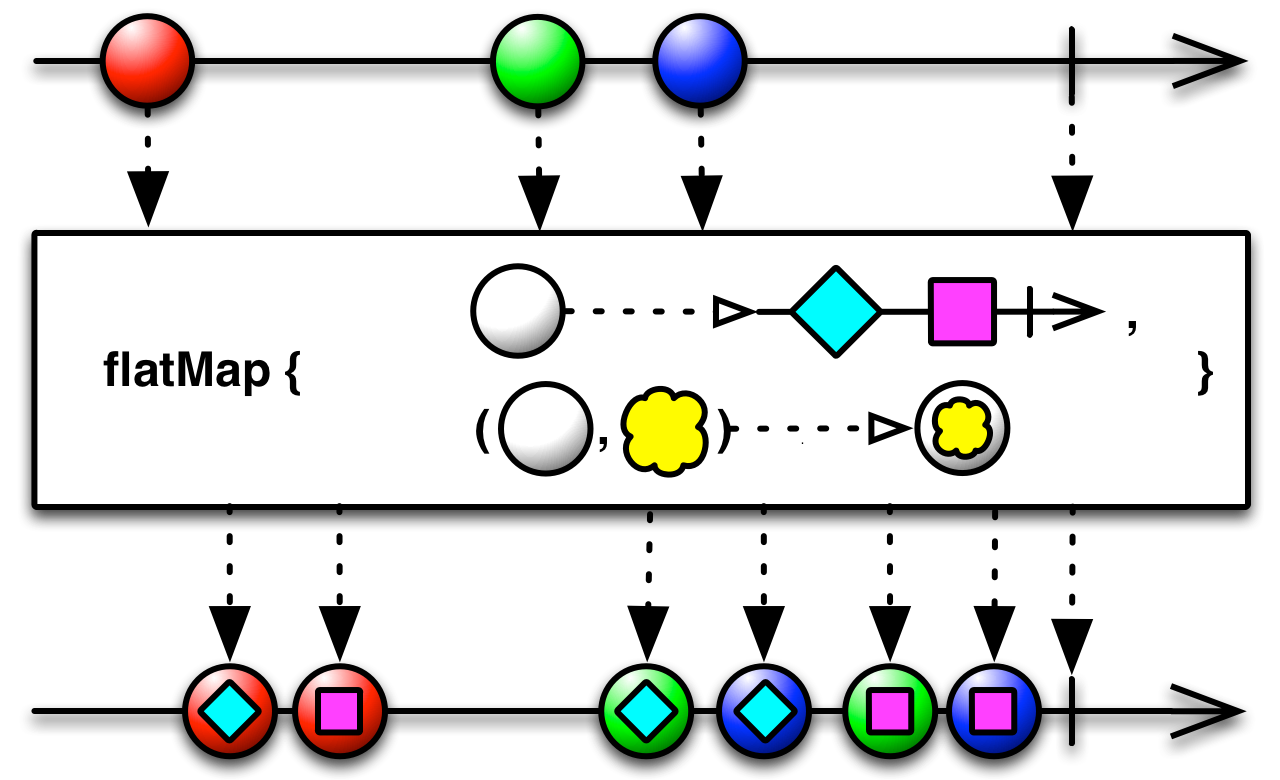 ,
flatMap { }
( , )